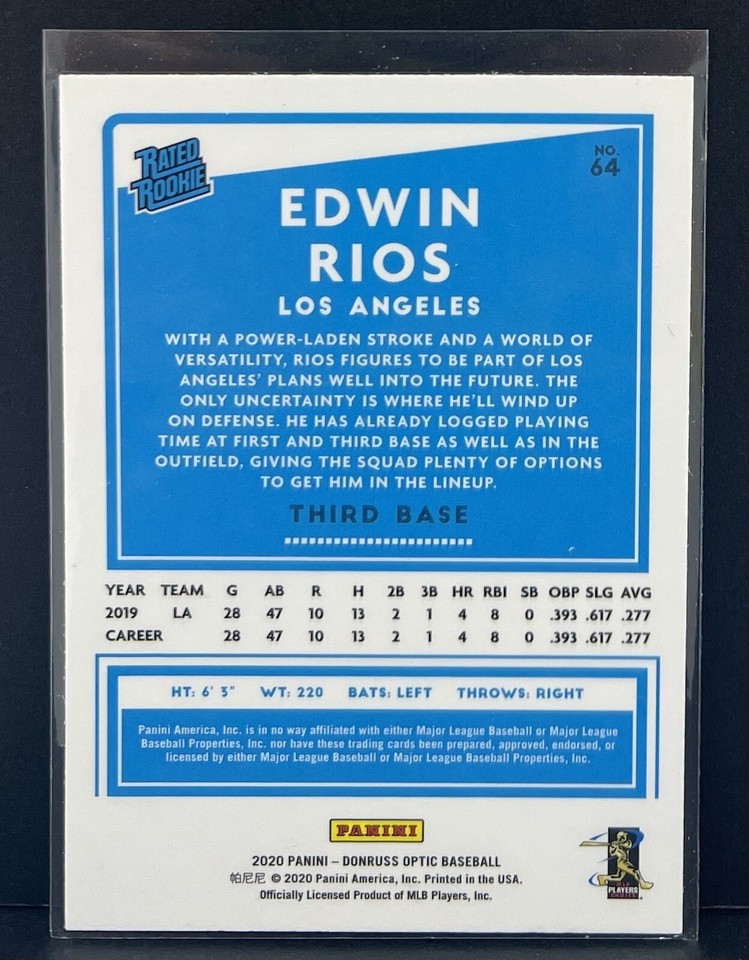 RATED
ROOKIE
NO.
64
EDWIN
RIOS
LOS ANGELES
WITH A POWER-LADEN STROKE AND A WORLD OF
VERSATILITY, RIOS FIGURES TO BE PART OF LOS
ANGELES' PLANS WELL INTO THE FUTURE. THE
ONLY UNCERTAINTY IS WHERE HE'LL WIND UP
ON DEFENSE. HE HAS ALREADY LOGGED PLAYING
TIME AT FIRST AND THIRD BASE AS WELL AS IN THE
OUTFIELD, GIVING THE SQUAD PLENTY OF OPTIONS
TO GET HIM IN THE LINEUP.
THIRD BASE
YEAR TEAM G AB R H 2B 3B HR RBI SB OBP SLG AVG
2019 LA 28 47 10 13 2 1 4 8 0 .393 .617 .277
CAREER 28 47 10 13 2 1 4 8 0 .393 .617 .277
HT: 6' 3" WT: 220 BATS: LEFT THROWS: RIGHT
Panini America, Inc. is in no way affiliated with either Major League Baseball or Major League
Baseball Properties, Inc. nor have these trading cards been prepared, approved, endorsed, or
licensed by either Major League Baseball or Major League Baseball Properties, Inc.
PANINI
2020 PANINI – DONRUSS OPTIC BASEBALL
帕尼尼 © 2020 Panini America, Inc. Printed in the USA.
Officially Licensed Product of MLB Players, Inc.
MLB
PLAYERS
CHOICE